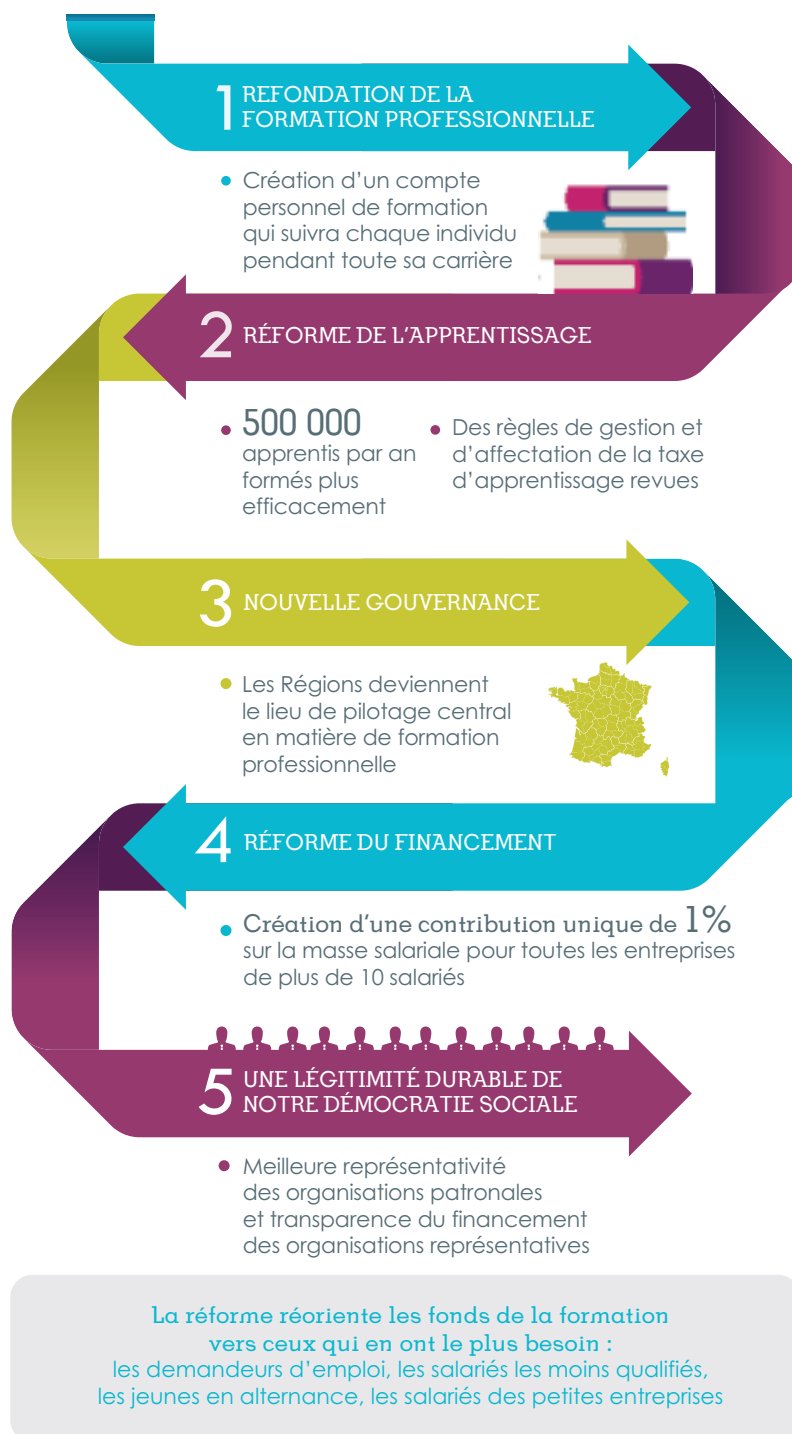 1 REFONDATION DE LA
FORMATION PROFESSIONNELLE
• Création d'un compte
personnel de formation
qui suivra chaque individu
pendant toute sa carrière
2 RÉFORME DE L'APPRENTISSAGE
• 500 000
apprentis par an
formés plus
efficacement
• Des règles de gestion et
d'affectation de la taxe
d'apprentissage revues
3 NOUVELLE GOUVERNANCE
• Les Régions deviennent
le lieu de pilotage central
en matière de formation
professionnelle
4 RÉFORME DU FINANCEMENT
• Création d'une contribution unique de 1%
sur la masse salariale pour toutes les entreprises
de plus de 10 salariés
5 UNE LÉGITIMITÉ DURABLE DE
NOTRE DÉMOCRATIE SOCIALE
• Meilleure représentativité
des organisations patronales
et transparence du financement
des organisations représentatives
La réforme réoriente les fonds de la formation
vers ceux qui en ont le plus besoin :
les demandeurs d'emploi, les salariés les moins qualifiés,
les jeunes en alternance, les salariés des petites entreprises